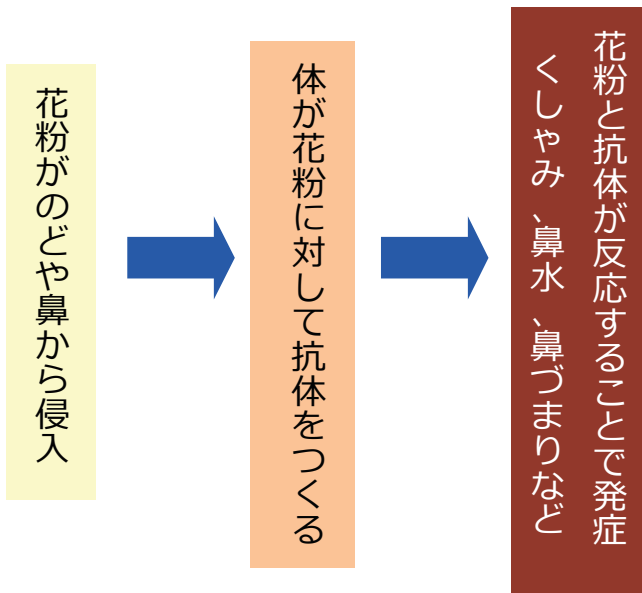 花粉がのどや鼻から侵入
体が花粉に対して抗体をつくる
花粉と抗体が反応することで発症
くしゃみ、鼻水、鼻づまりなど